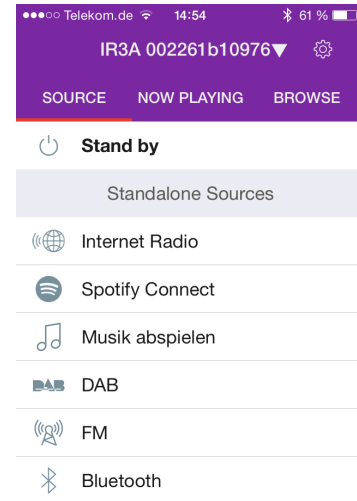 Telekom.de 14:54 61 %
IR3A 002261b10976▼
SOURCE NOW PLAYING BROWSE
Stand by
Standalone Sources
Internet Radio
Spotify Connect
Musik abspielen
DAB DAB
FM
Bluetooth